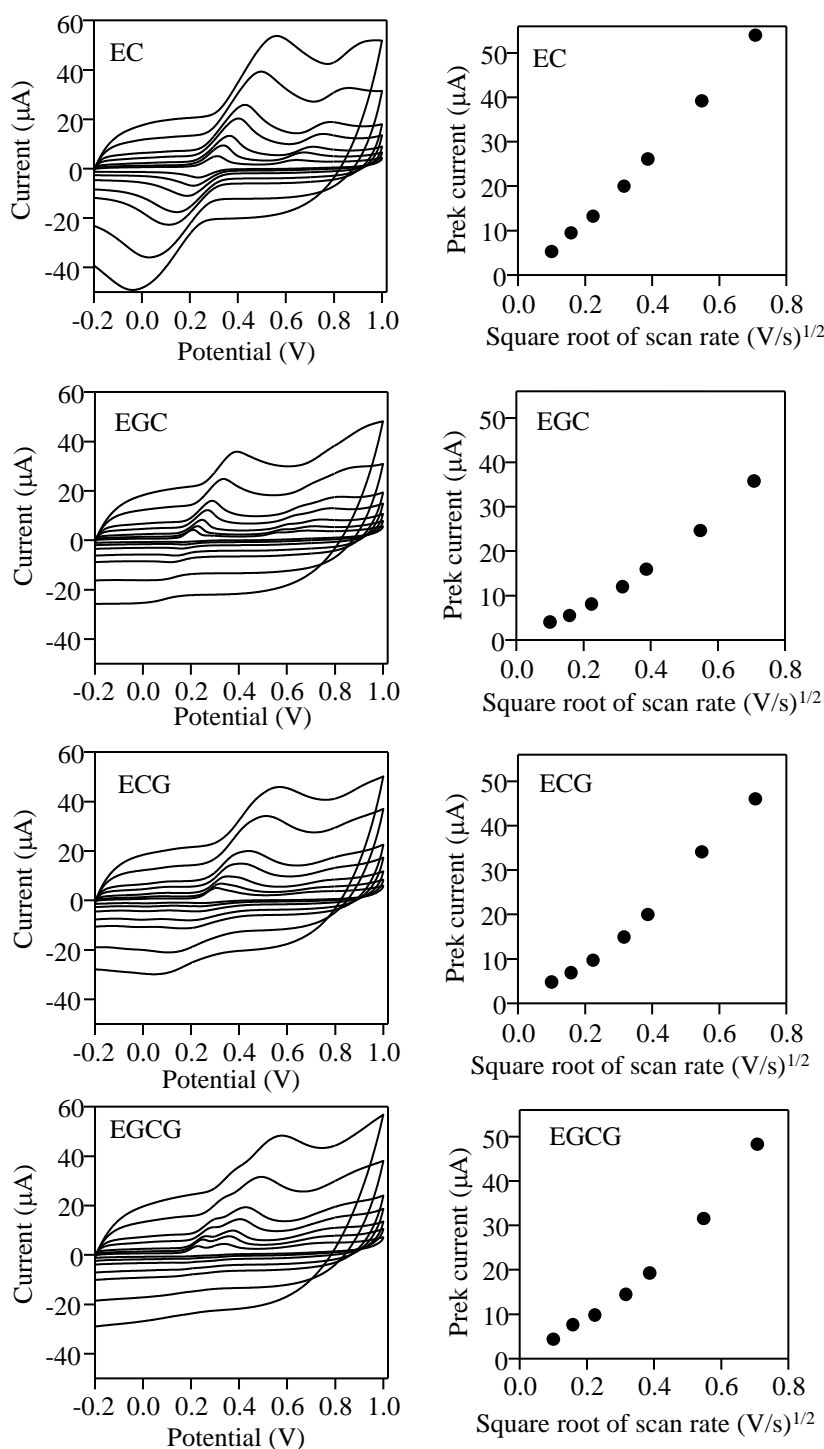 EC
60
40
20
0
-20
-40
Current (μA)
-0.2 0.0 0.2 0.4 0.6 0.8 1.0
Potential (V)
EC
50
40
30
20
10
0
Prek current (μA)
0.0 0.2 0.4 0.6 0.8
Square root of scan rate (V/s)1/2
EGC
60
40
20
0
-20
-40
Current (μA)
-0.2 0.0 0.2 0.4 0.6 0.8 1.0
Potential (V)
EGC
50
40
30
20
10
0
Prek current (μA)
0.0 0.2 0.4 0.6 0.8
Square root of scan rate (V/s)1/2
ECG
60
40
20
0
-20
-40
Current (μA)
-0.2 0.0 0.2 0.4 0.6 0.8 1.0
Potential (V)
ECG
50
40
30
20
10
0
Prek current (μA)
0.0 0.2 0.4 0.6 0.8
Square root of scan rate (V/s)1/2
EGCG
60
40
20
0
-20
-40
Current (μA)
-0.2 0.0 0.2 0.4 0.6 0.8 1.0
Potential (V)
EGCG
50
40
30
20
10
0
Prek current (μA)
0.0 0.2 0.4 0.6 0.8
Square root of scan rate (V/s)1/2